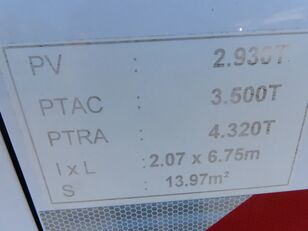 PV : 2.930T
PTAC : 3.500T
PTRA : 4.320T
l x L : 2.07 x 6.75m
S : 13.97m²